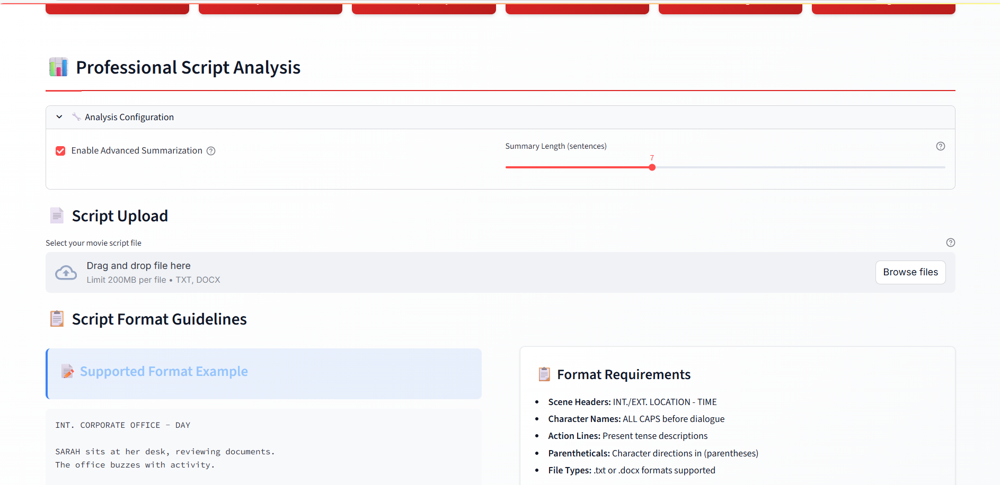 Professional Script Analysis
Analysis Configuration
Enable Advanced Summarization
Summary Length (sentences)
7
Script Upload
Select your movie script file
Drag and drop file here
Limit 200MB per file • TXT, DOCX
Browse files
Script Format Guidelines
Supported Format Example
INT. CORPORATE OFFICE - DAY
SARAH sits at her desk, reviewing documents.
The office buzzes with activity.
Format Requirements
• Scene Headers: INT./EXT. LOCATION - TIME
• Character Names: ALL CAPS before dialogue
• Action Lines: Present tense descriptions
• Parentheticals: Character directions in (parentheses)
• File Types: .txt or .docx formats supported